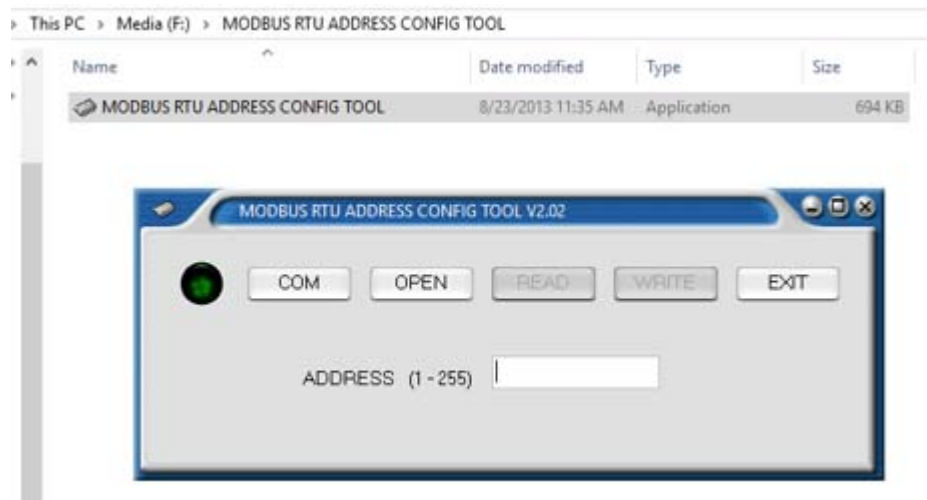 This PC > Media (F:) > MODBUS RTU ADDRESS CONFIG TOOL
Name Date modified Type Size
MODBUS RTU ADDRESS CONFIG TOOL 8/23/2013 11:35 AM Application 694 KB
MODBUS RTU ADDRESS CONFIG TOOL V2.02
COM OPEN READ WRITE EXIT
ADDRESS (1 - 255)